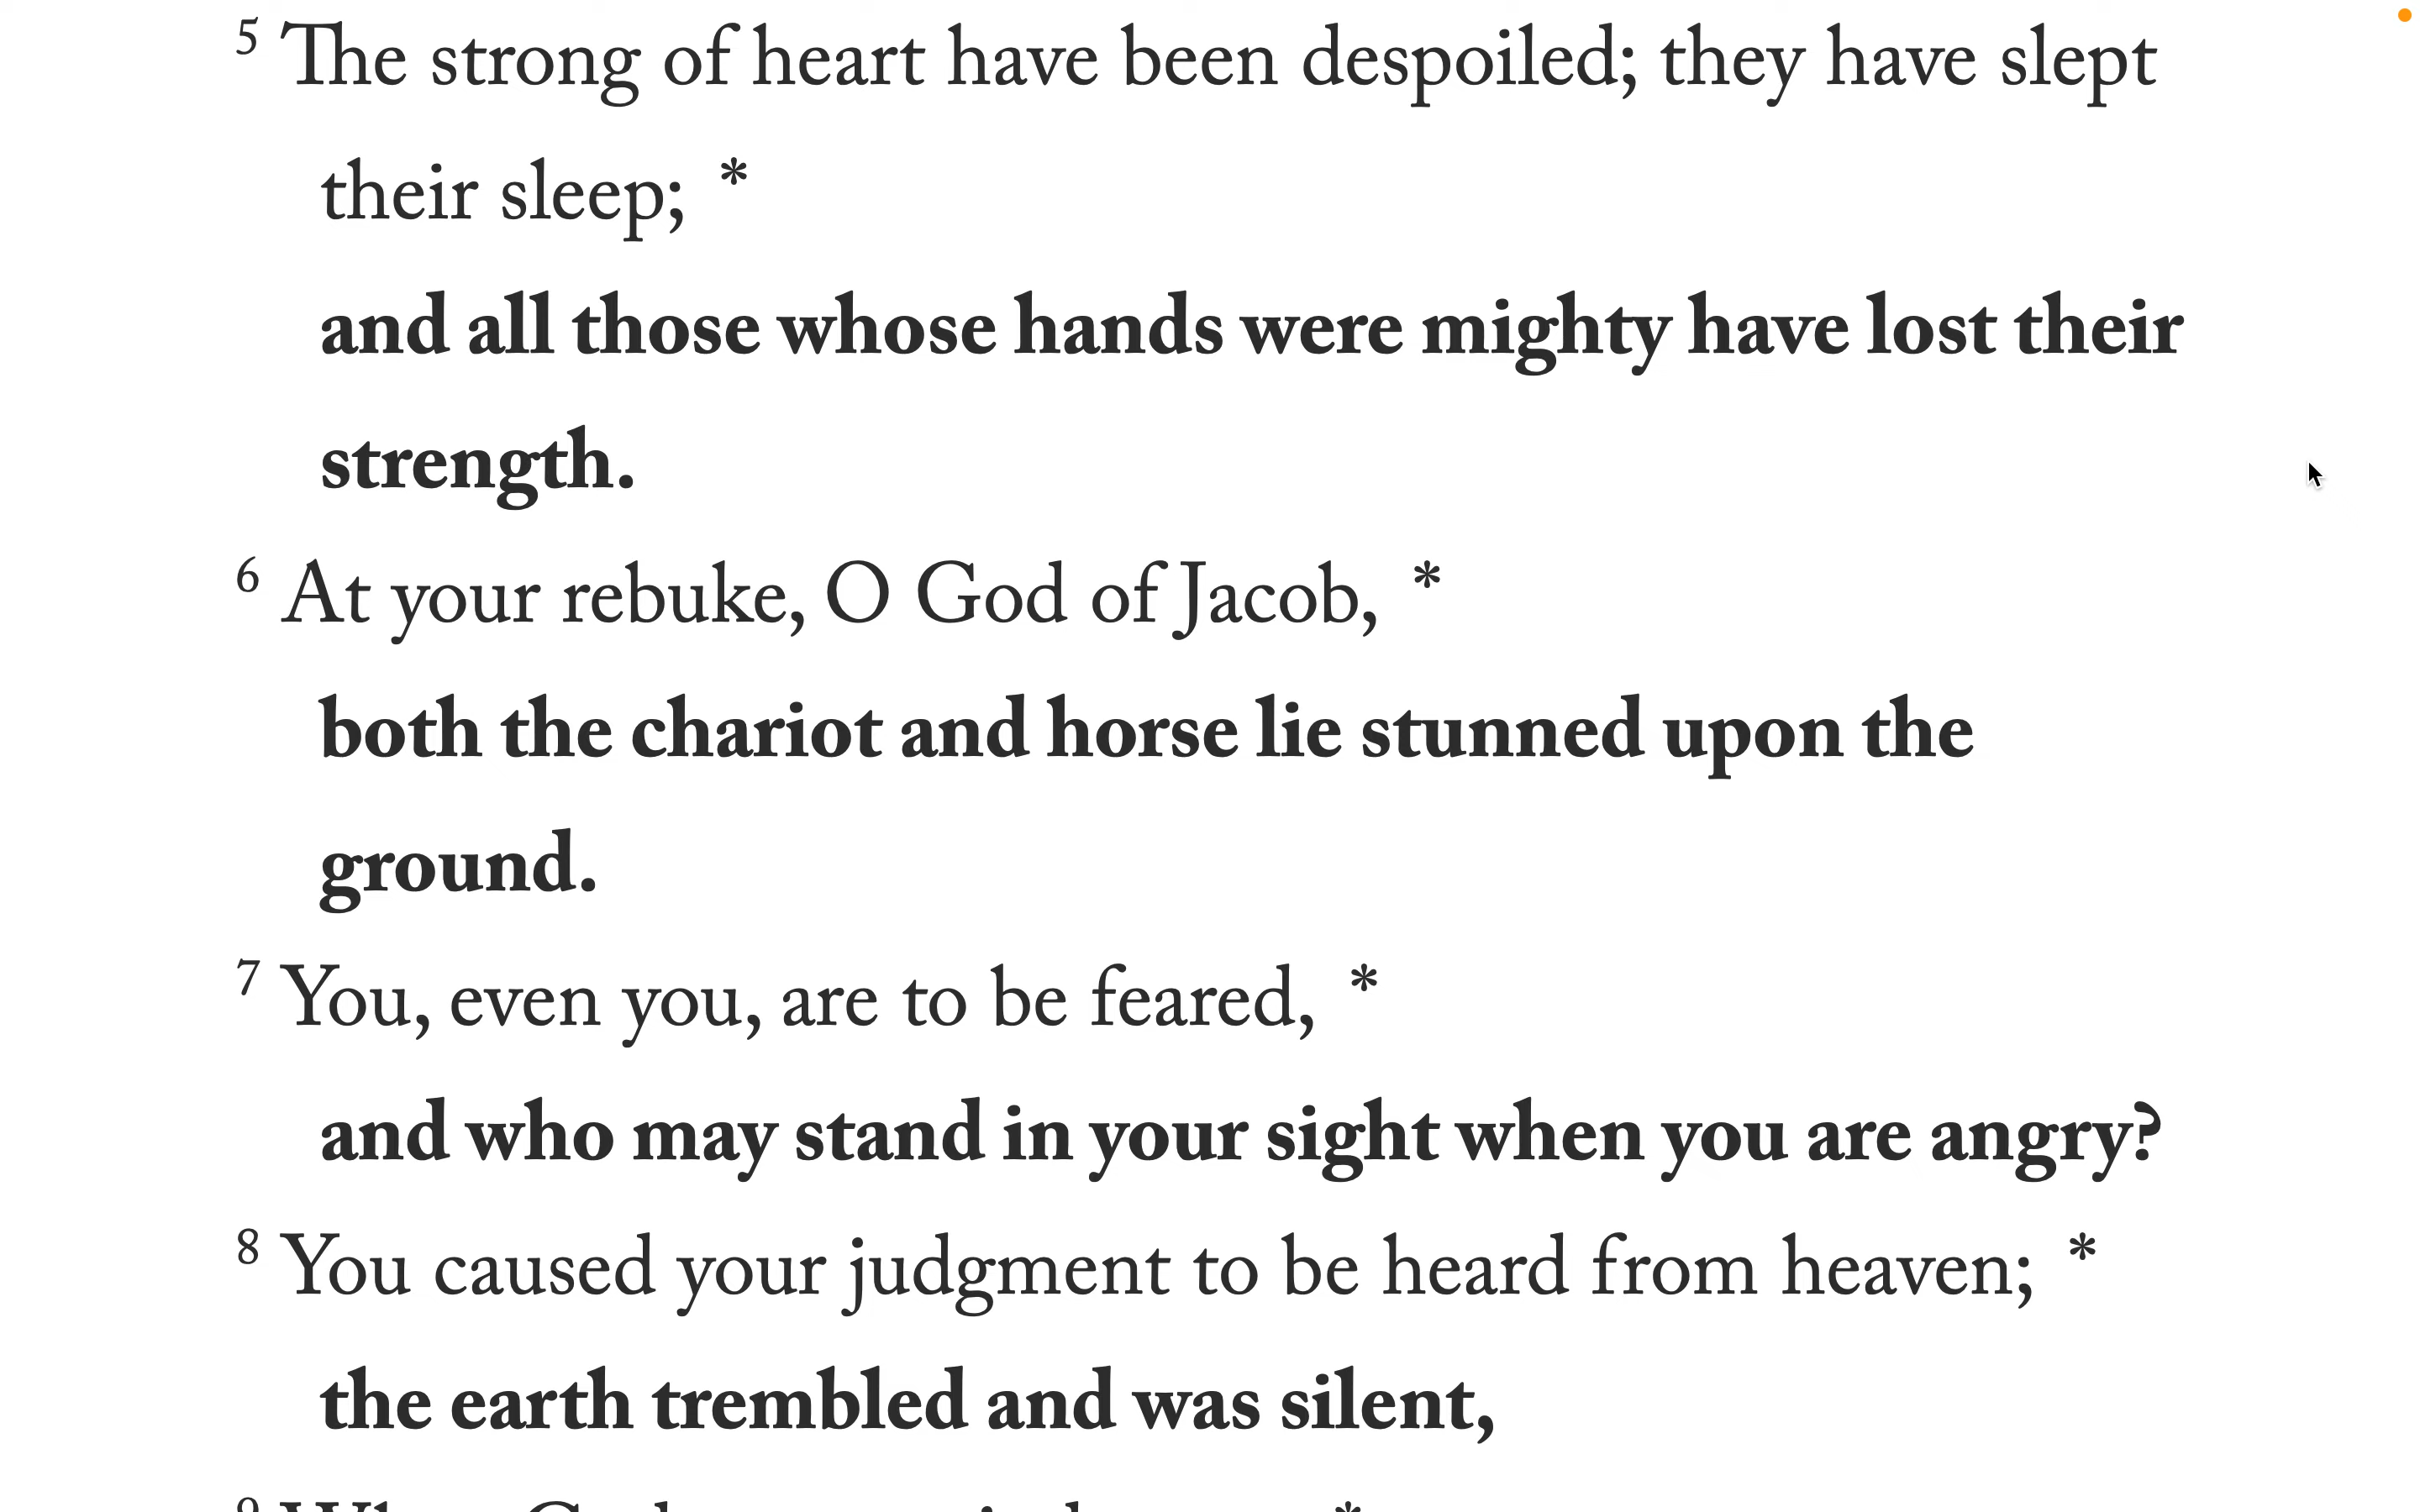 5 The strong of heart have been despoiled; they have slept
their sleep; *
and all those whose hands were mighty have lost their
strength.
6 At your rebuke, O God of Jacob, *
both the chariot and horse lie stunned upon the
ground.
7 You, even you, are to be feared, *
and who may stand in your sight when you are angry?
8 You caused your judgment to be heard from heaven; *
the earth trembled and was silent,